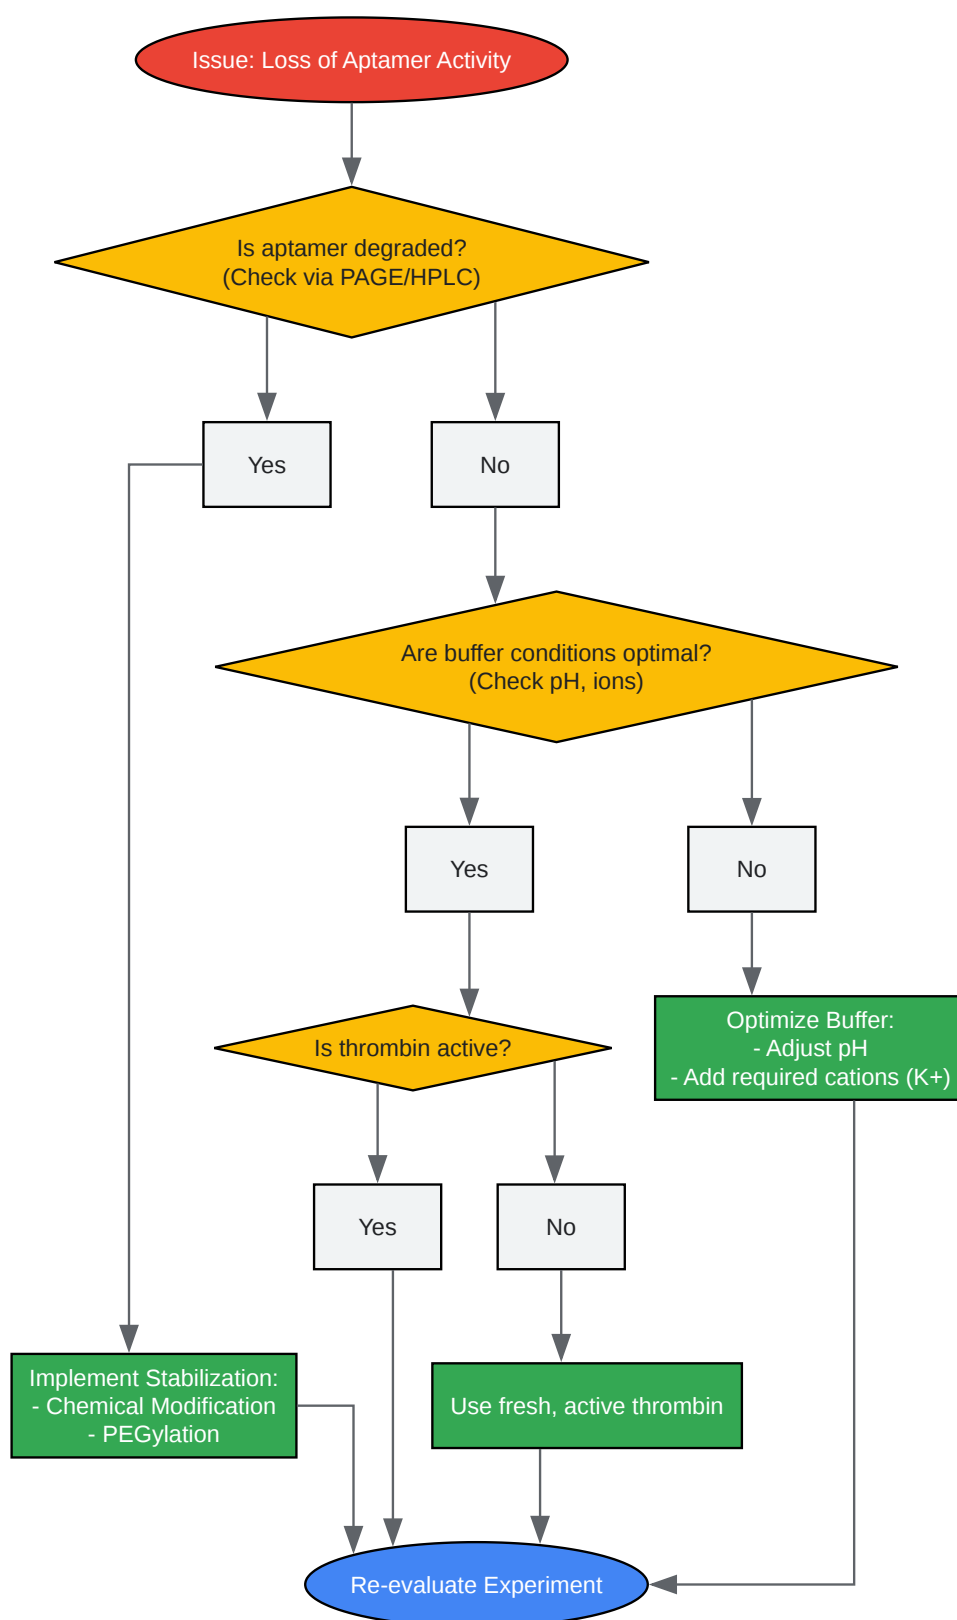 Issue: Loss of Aptamer Activity
Is aptamer degraded?
(Check via PAGE/HPLC)
Yes
No
Are buffer conditions optimal?
(Check pH, ions)
Yes
No
Is thrombin active?
Optimize Buffer:
- Adjust pH
- Add required cations (K+)
Yes
No
Implement Stabilization:
- Chemical Modification
- PEGylation
Use fresh, active thrombin
Re-evaluate Experiment